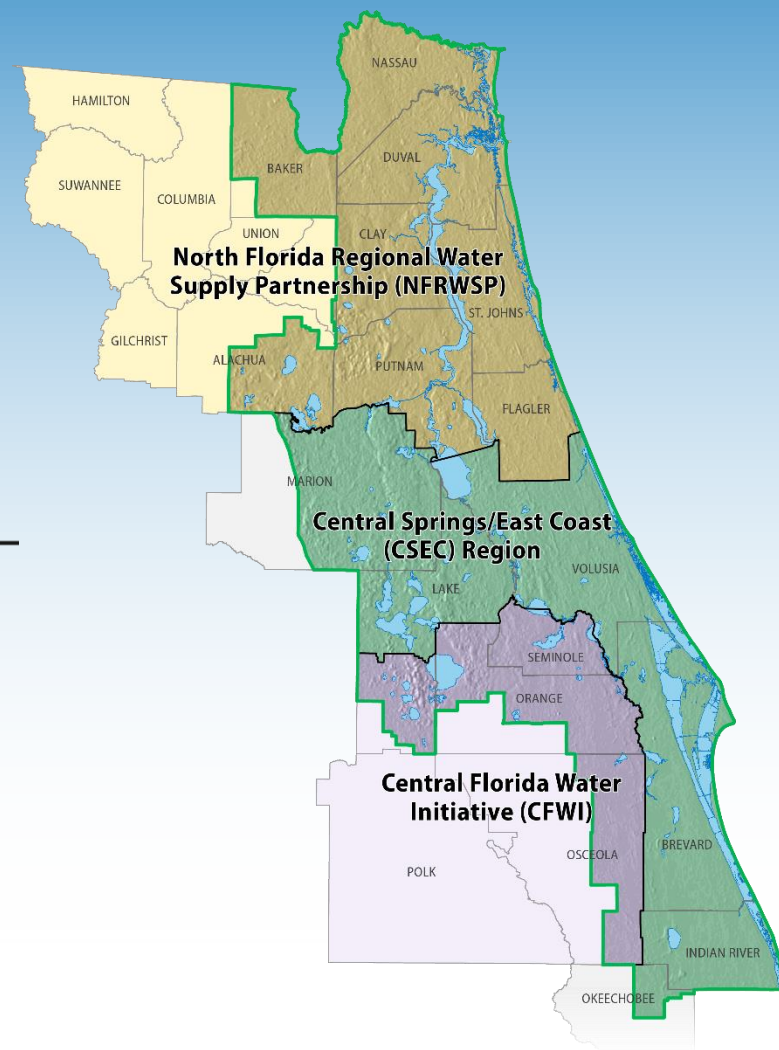 NASSAU
HAMILTON
DUVAL
BAKER
SUWANNEE
COLUMBIA
UNION
CLAY
North Florida Regional Water
Supply Partnership (NFRWSP)
ST. JOHNS
GILCHRIST
ALACHUA
PUTNAM
FLAGLER
MARION
Central Springs/East Coast
(CSEC) Region
VOLUSIA
LAKE
SEMINOLE
ORANGE
Central Florida Water
Initiative (CFWI)
BREVARD
OSCEOLA
POLK
INDIAN RIVER
OKEECHOBEE